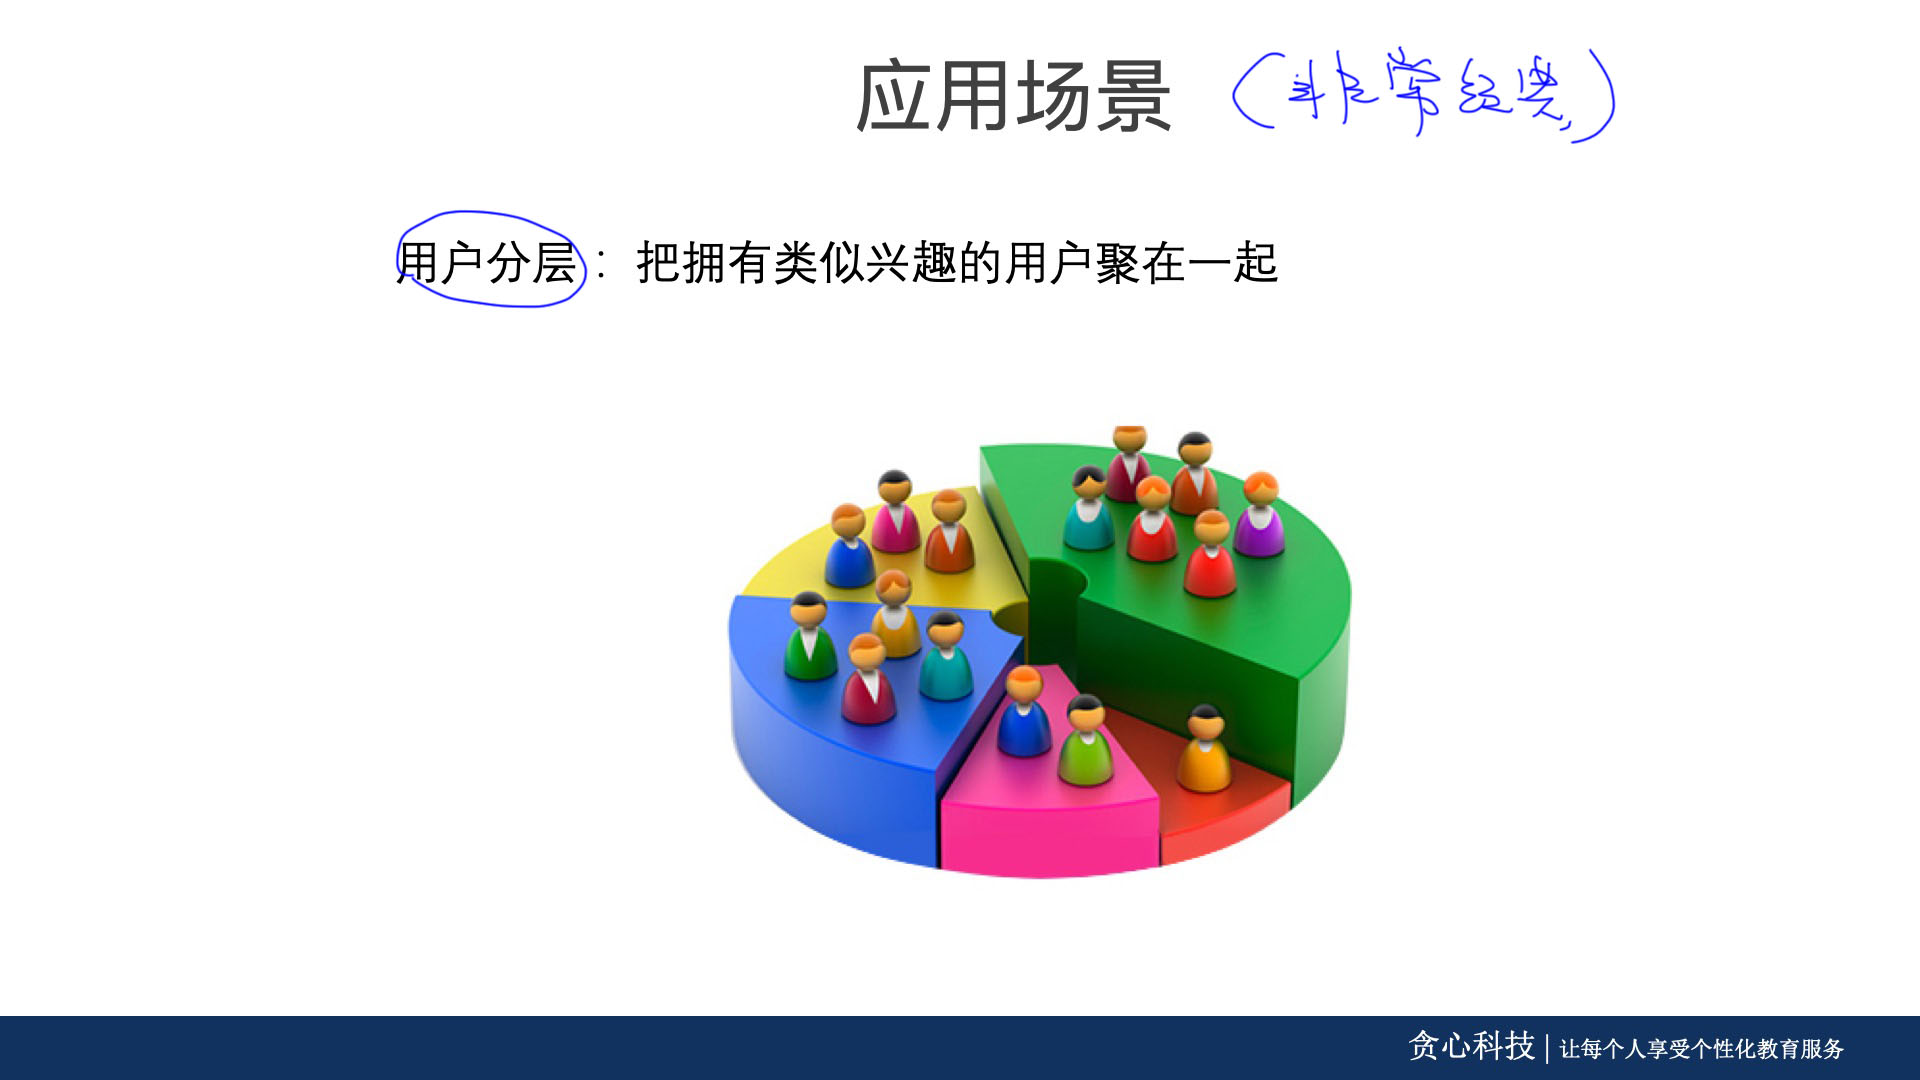 应用场景 (非常经典)
用户分层： 把拥有类似兴趣的用户聚在一起
贪心科技 | 让每个人享受个性化教育服务